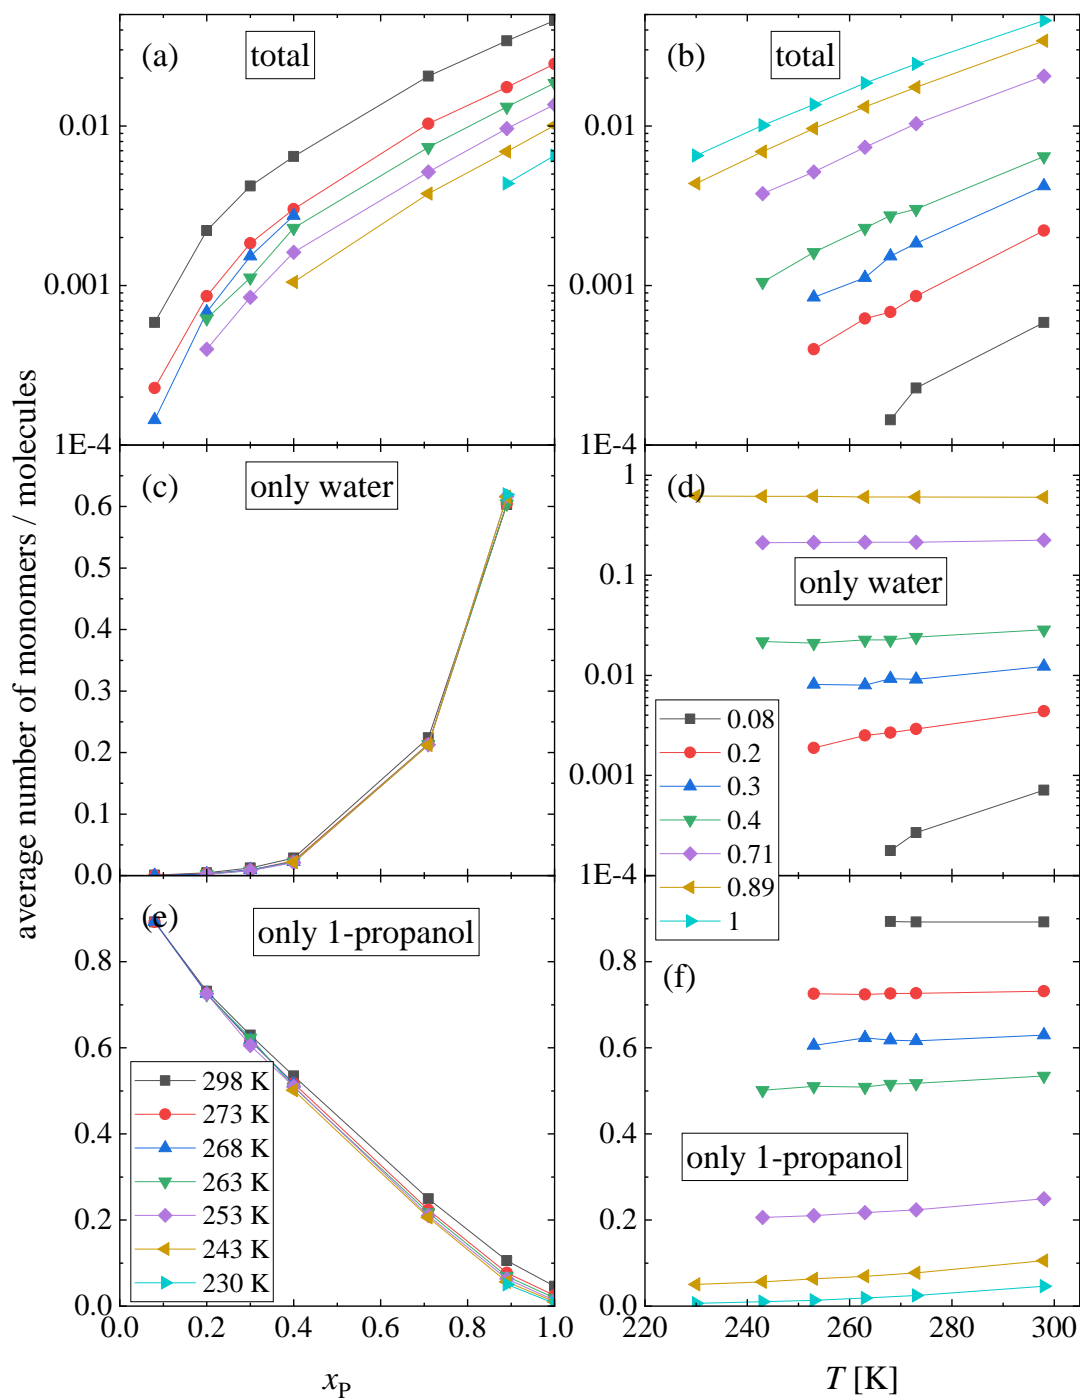 average number of monomers / molecules
(a)
total
0.01
0.001
1E-4
(b)
total
0.01
0.001
1E-4
(c)
only water
0.6
0.5
0.4
0.3
0.2
0.1
0.0
(d)
only water
1
0.1
0.01
0.001
1E-4
0.08
0.2
0.3
0.4
0.71
0.89
1
(e)
only 1-propanol
0.8
0.6
0.4
0.2
0.0
298 K
273 K
268 K
263 K
253 K
243 K
230 K
0.0 0.2 0.4 0.6 0.8 1.0
xP
(f)
only 1-propanol
0.8
0.6
0.4
0.2
0.0
220 240 260 280 300
T [K]